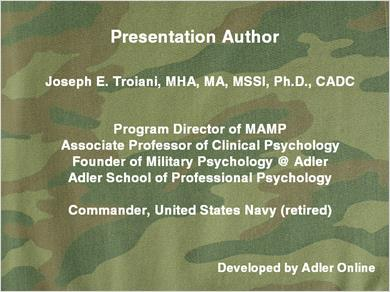 Presentation Author
Joseph E. Troiani, MHA, MA, MSSI, Ph.D., CADC
Program Director of MAMP
Associate Professor of Clinical Psychology
Founder of Military Psychology @ Adler
Adler School of Professional Psychology
Commander, United States Navy (retired)
Developed by Adler Online